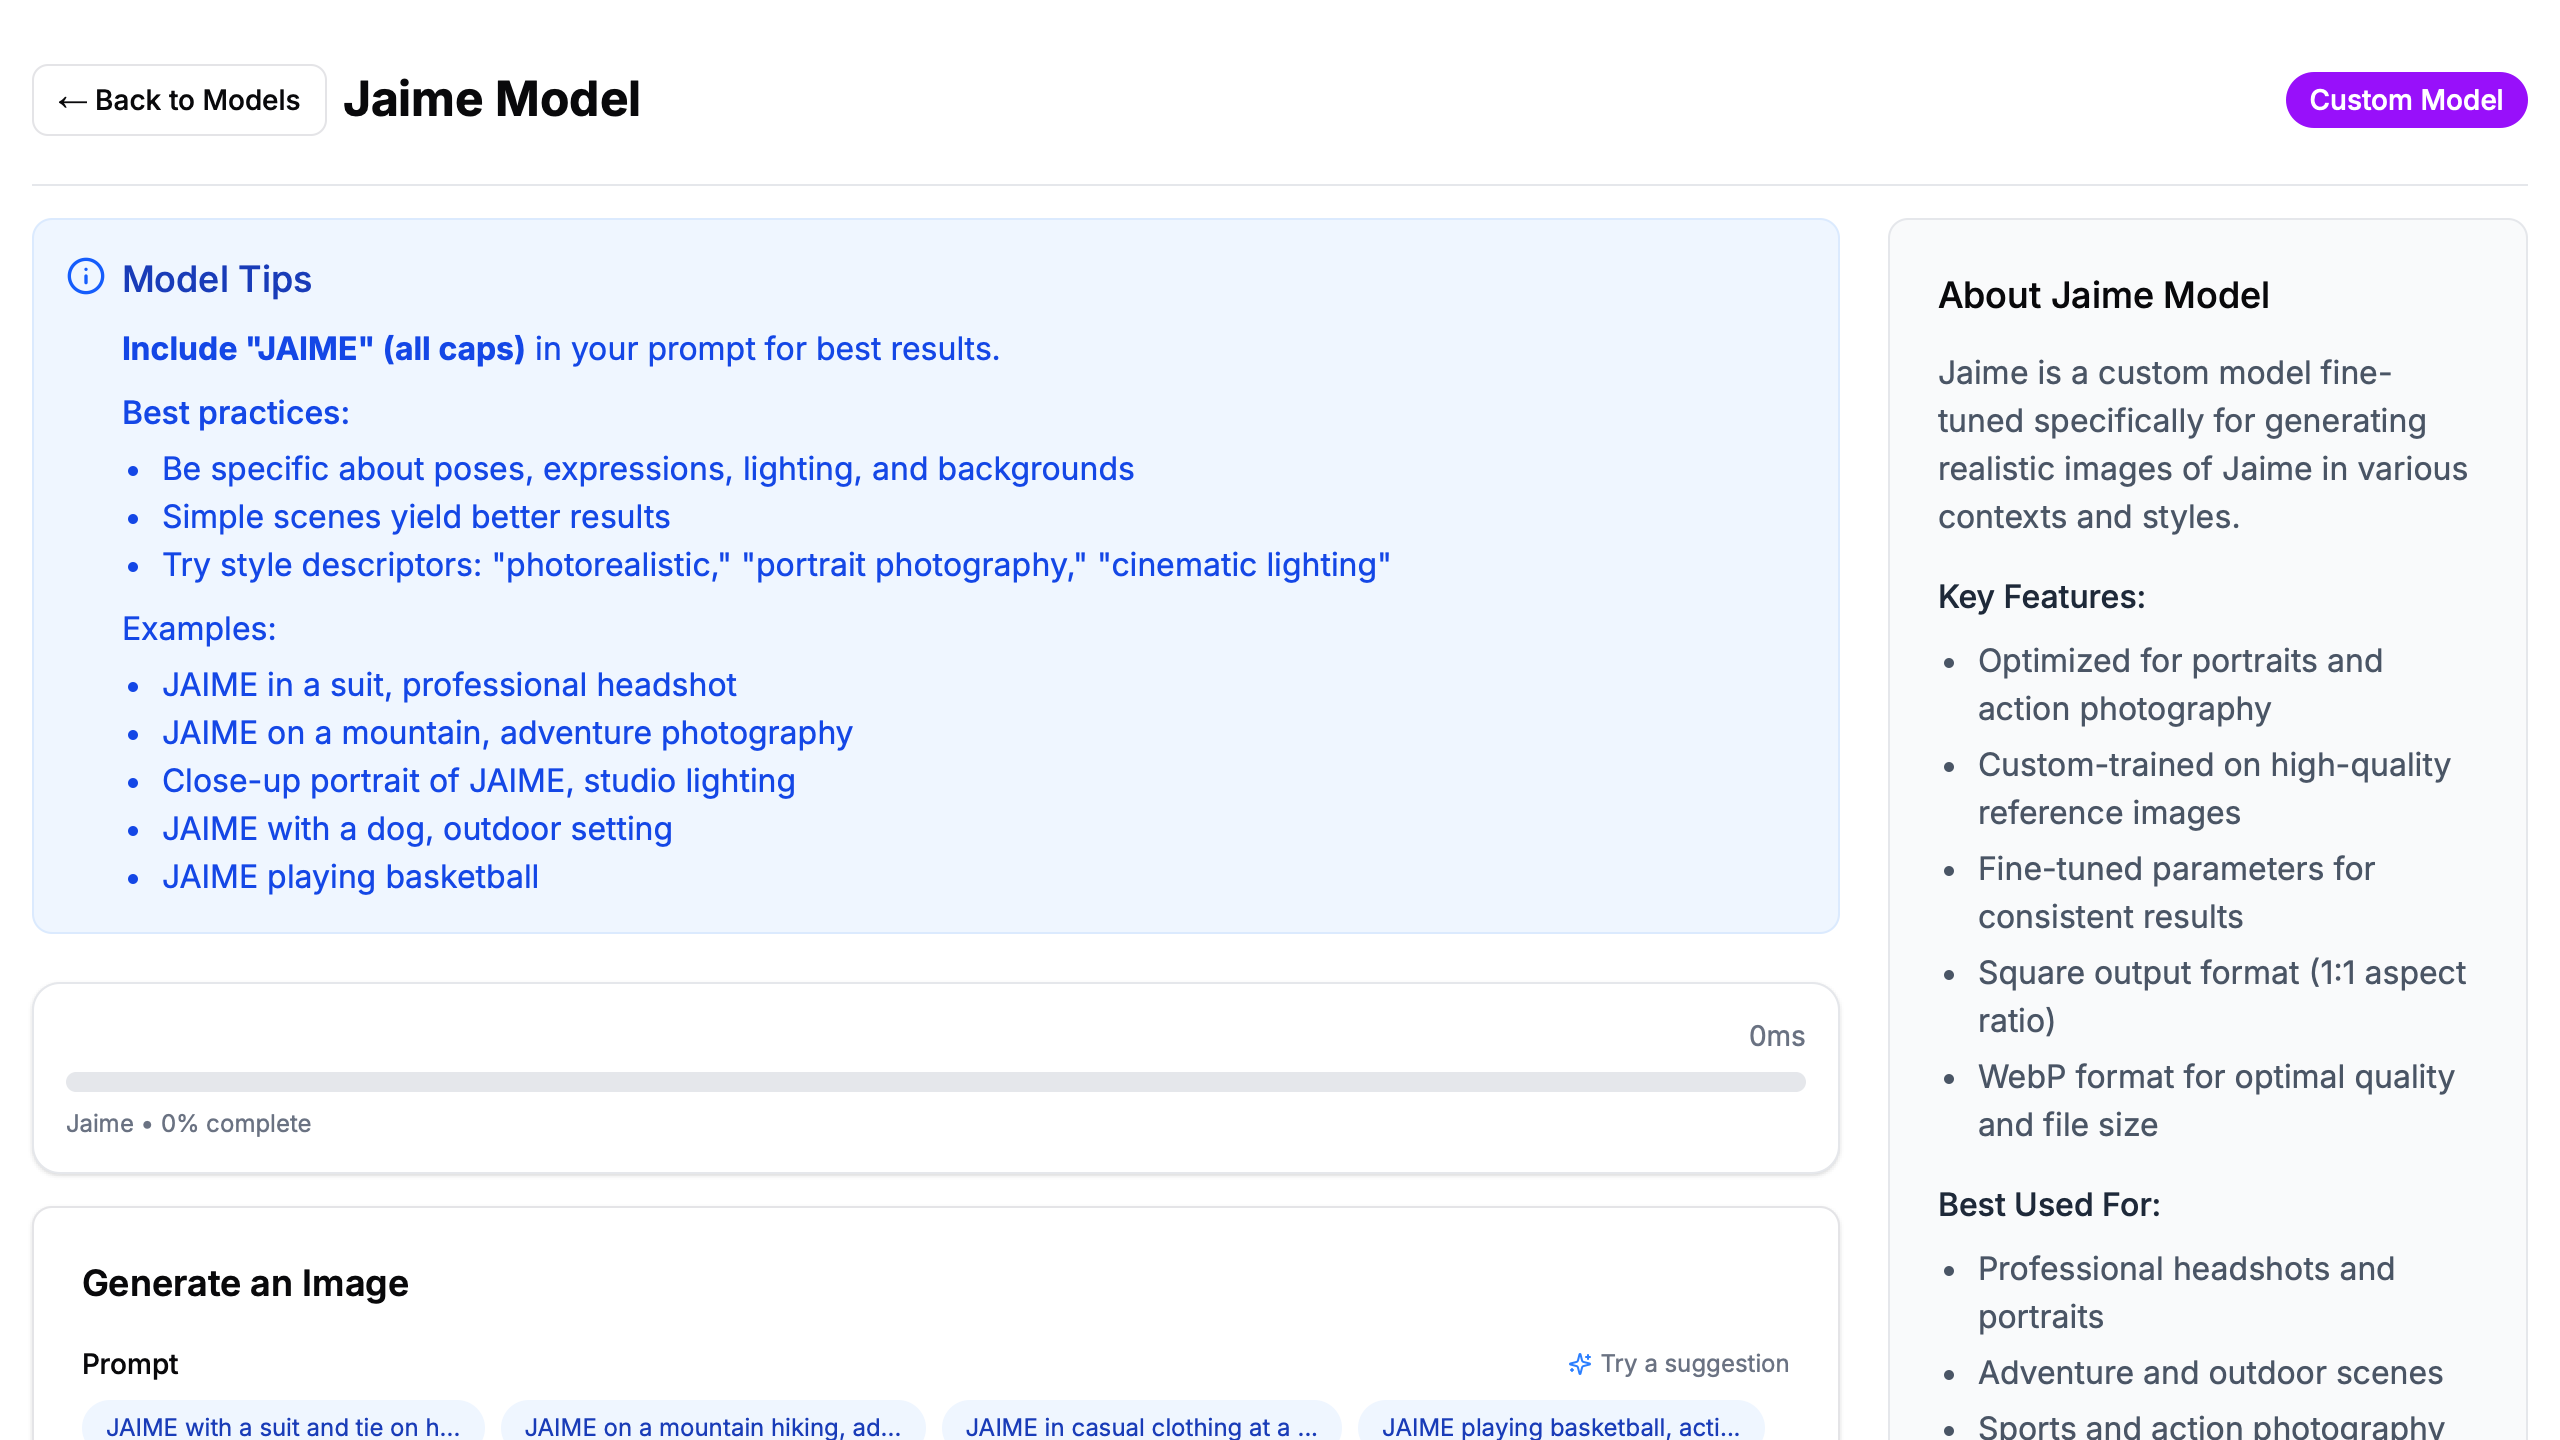 ← Back to Models
Jaime Model
Custom Model
Model Tips
Include "JAIME" (all caps) in your prompt for best results.
Best practices:
• Be specific about poses, expressions, lighting, and backgrounds
• Simple scenes yield better results
• Try style descriptors: "photorealistic," "portrait photography," "cinematic lighting"
Examples:
• JAIME in a suit, professional headshot
• JAIME on a mountain, adventure photography
• Close-up portrait of JAIME, studio lighting
• JAIME with a dog, outdoor setting
• JAIME playing basketball
0ms
Jaime • 0% complete
Generate an Image
Prompt
Try a suggestion
JAIME with a suit and tie on h...
JAIME on a mountain hiking, ad...
JAIME in casual clothing at a ...
JAIME playing basketball, acti...
About Jaime Model
Jaime is a custom model fine-
tuned specifically for generating
realistic images of Jaime in various
contexts and styles.
Key Features:
• Optimized for portraits and
action photography
• Custom-trained on high-quality
reference images
• Fine-tuned parameters for
consistent results
• Square output format (1:1 aspect
ratio)
• WebP format for optimal quality
and file size
Best Used For:
• Professional headshots and
portraits
• Adventure and outdoor scenes
• Sports and action photography